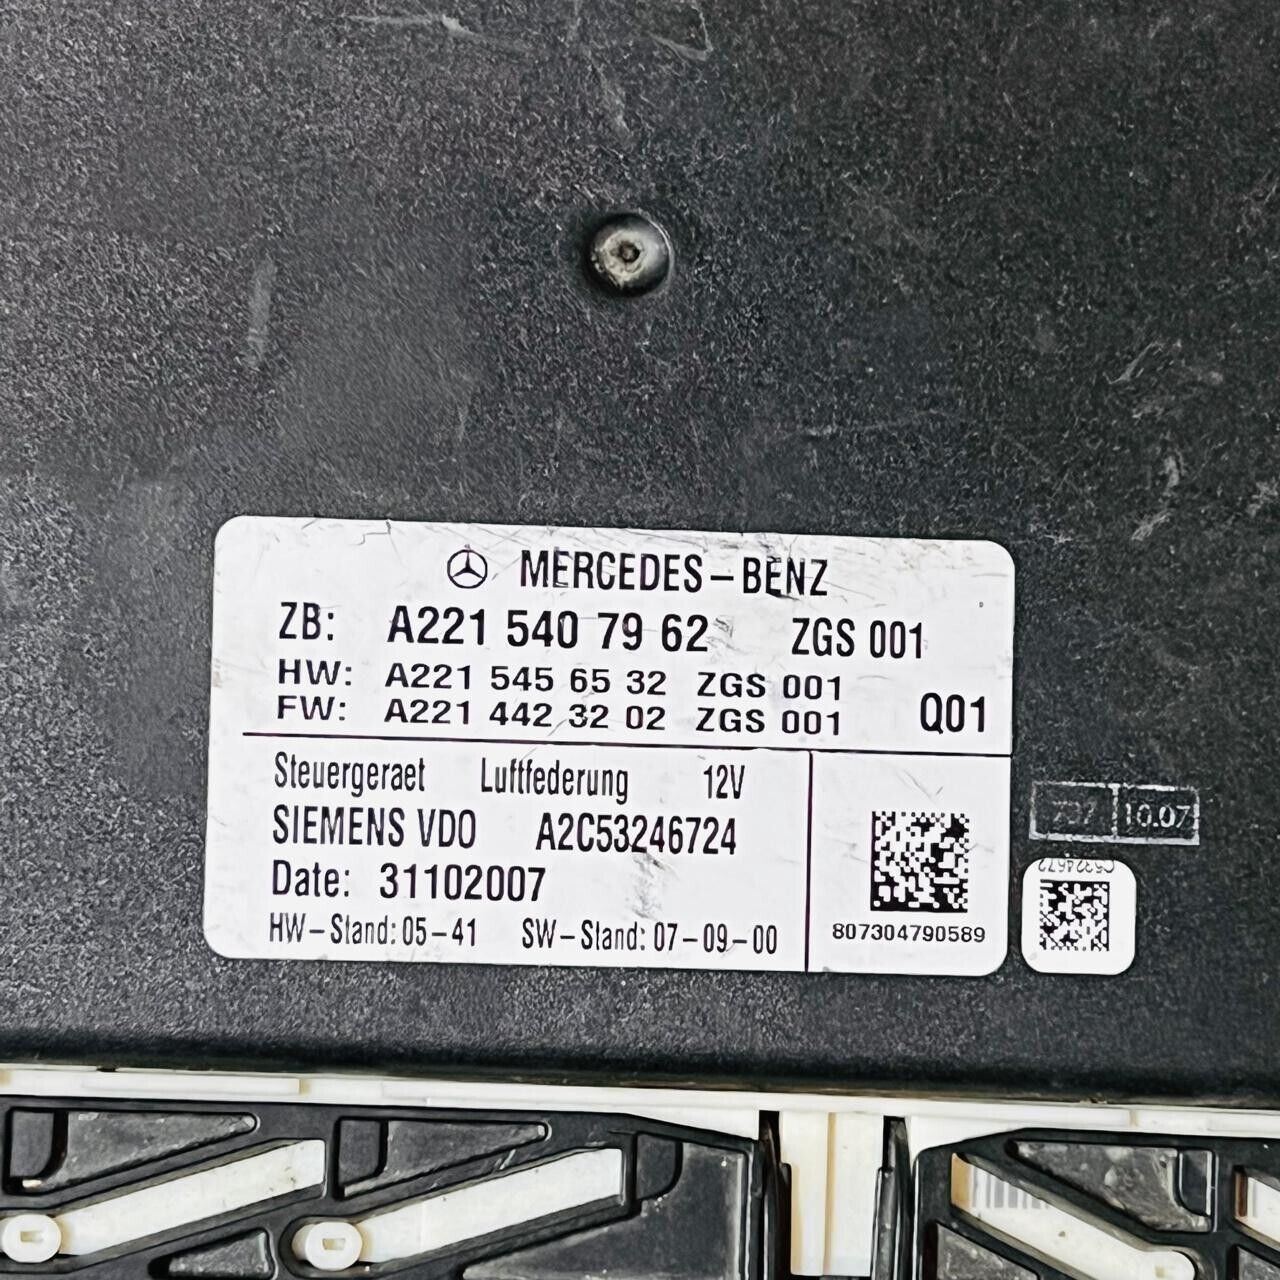 MERCEDES-BENZ
ZB: A221 540 79 62 ZGS 001
HW: A221 545 65 32 ZGS 001
FW: A221 442 32 02 ZGS 001 Q01
Steuergeraet Luftfederung 12V
SIEMENS VDO A2C53246724
Date: 31102007
HW-Stand: 05-41 SW-Stand: 07-09-00
807304790589
10.07